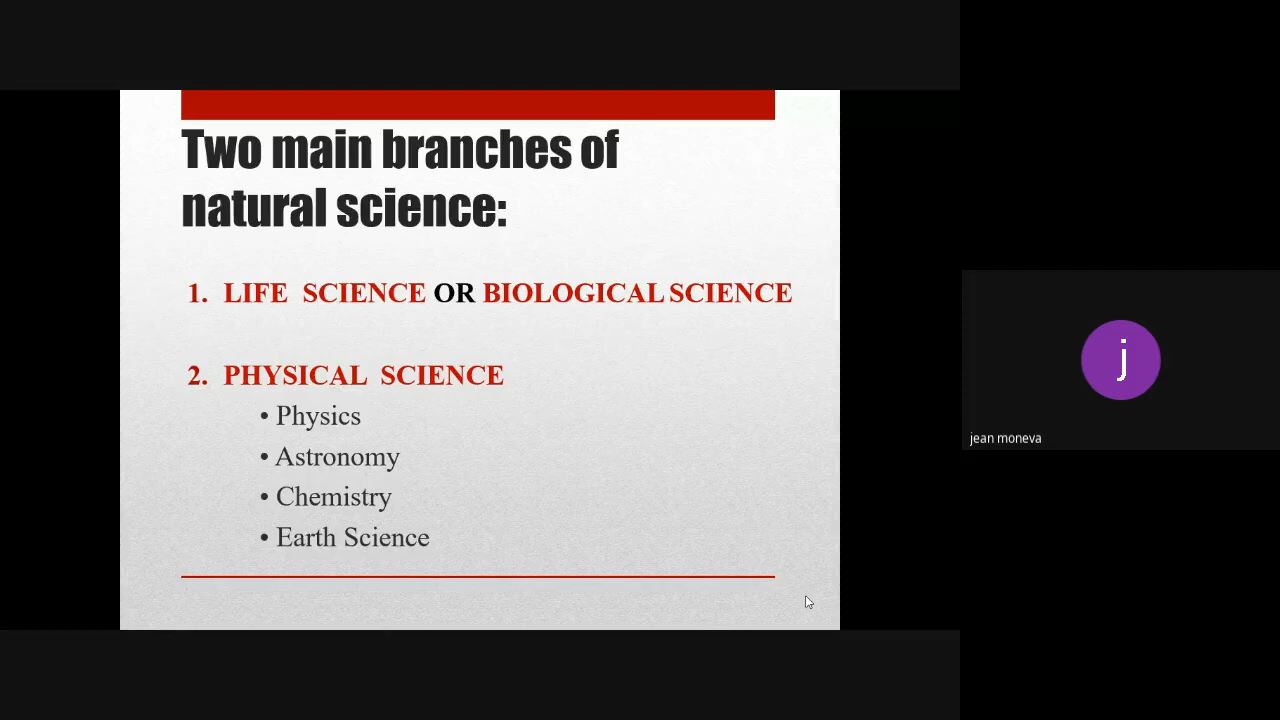 Two main branches of
natural science:
1. LIFE SCIENCE OR BIOLOGICAL SCIENCE
2. PHYSICAL SCIENCE
• Physics
• Astronomy
• Chemistry
• Earth Science
j
jean moneva